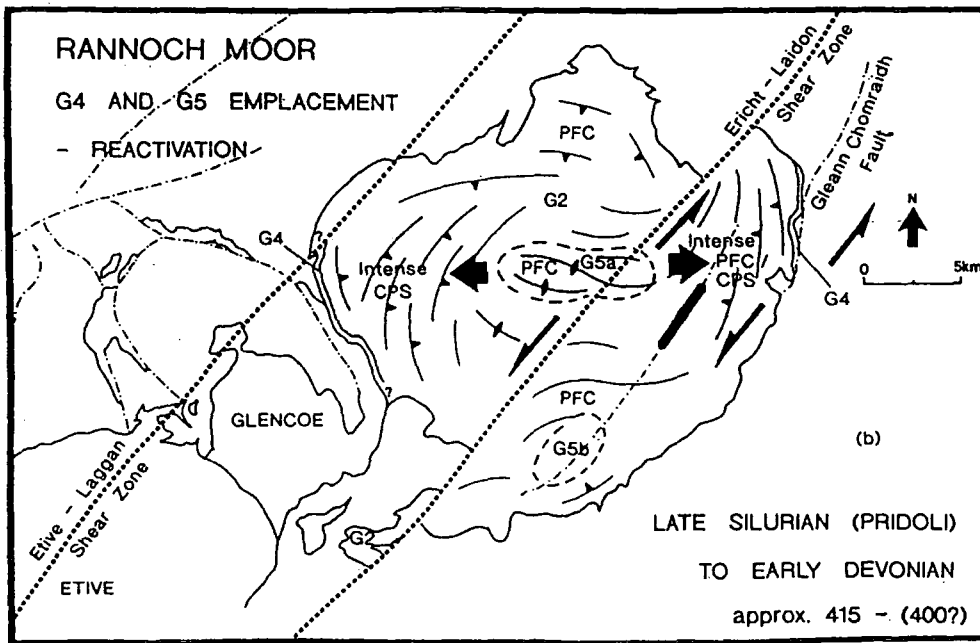 RANNOCH MOOR
G4 AND G5 EMPLACEMENT
- REACTIVATION
Ericht - Laidon
Shear Zone
Gleann Chomraidh
Fault
PFC
G2
G4
Intense
CPS
PFC
G5a
Intense
PFC
CPS
N
0 5km
G4
PFC
G5b
GLENCOE
?
(b)
Etive - Laggan
Shear Zone
G2
ETIVE
LATE SILURIAN (PRIDOLI)
TO EARLY DEVONIAN
approx. 415 - (400?)